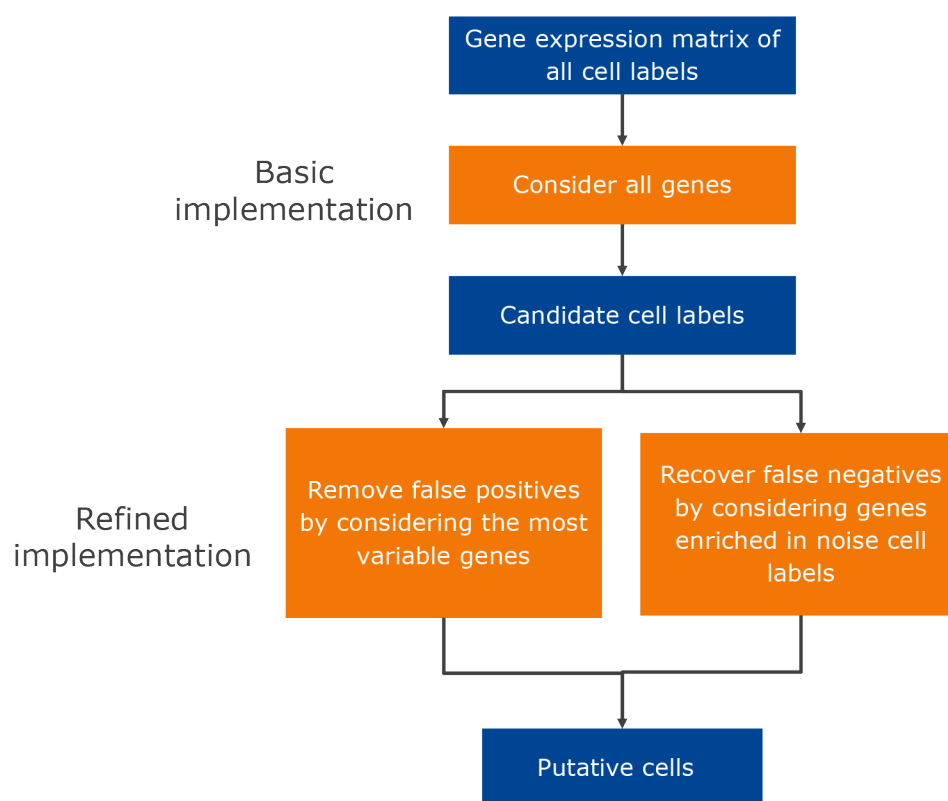 Gene expression matrix of
all cell labels
Basic
implementation
Consider all genes
Candidate cell labels
Refined
implementation
Remove false positives
by considering the most
variable genes
Recover false negatives
by considering genes
enriched in noise cell
labels
Putative cells